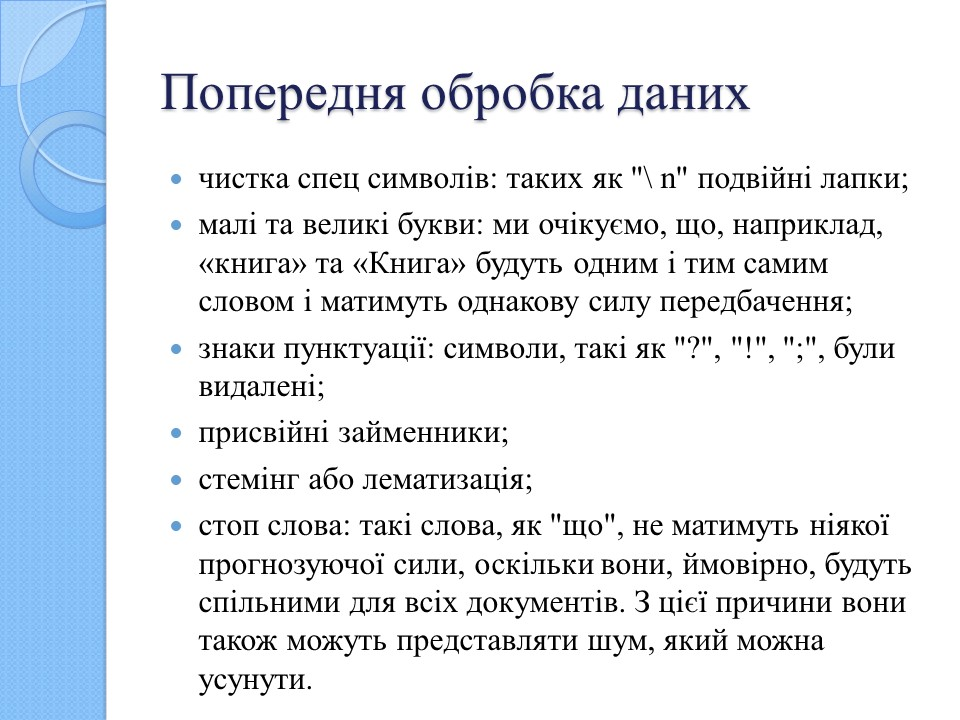 Попередня обробка даних
• чистка спец символів: таких як "\ n" подвійні лапки;
• малі та великі букви: ми очікуємо, що, наприклад,
«книга» та «Книга» будуть одним і тим самим
словом і матимуть однакову силу передбачення;
• знаки пунктуації: символи, такі як "?", "!", ";", були
видалені;
• присвійні займенники;
• стемінг або лематизація;
• стоп слова: такі слова, як "що", не матимуть ніякої
прогнозуючої сили, оскільки вони, ймовірно, будуть
спільними для всіх документів. З цієї причини вони
також можуть представляти шум, який можна
усунути.